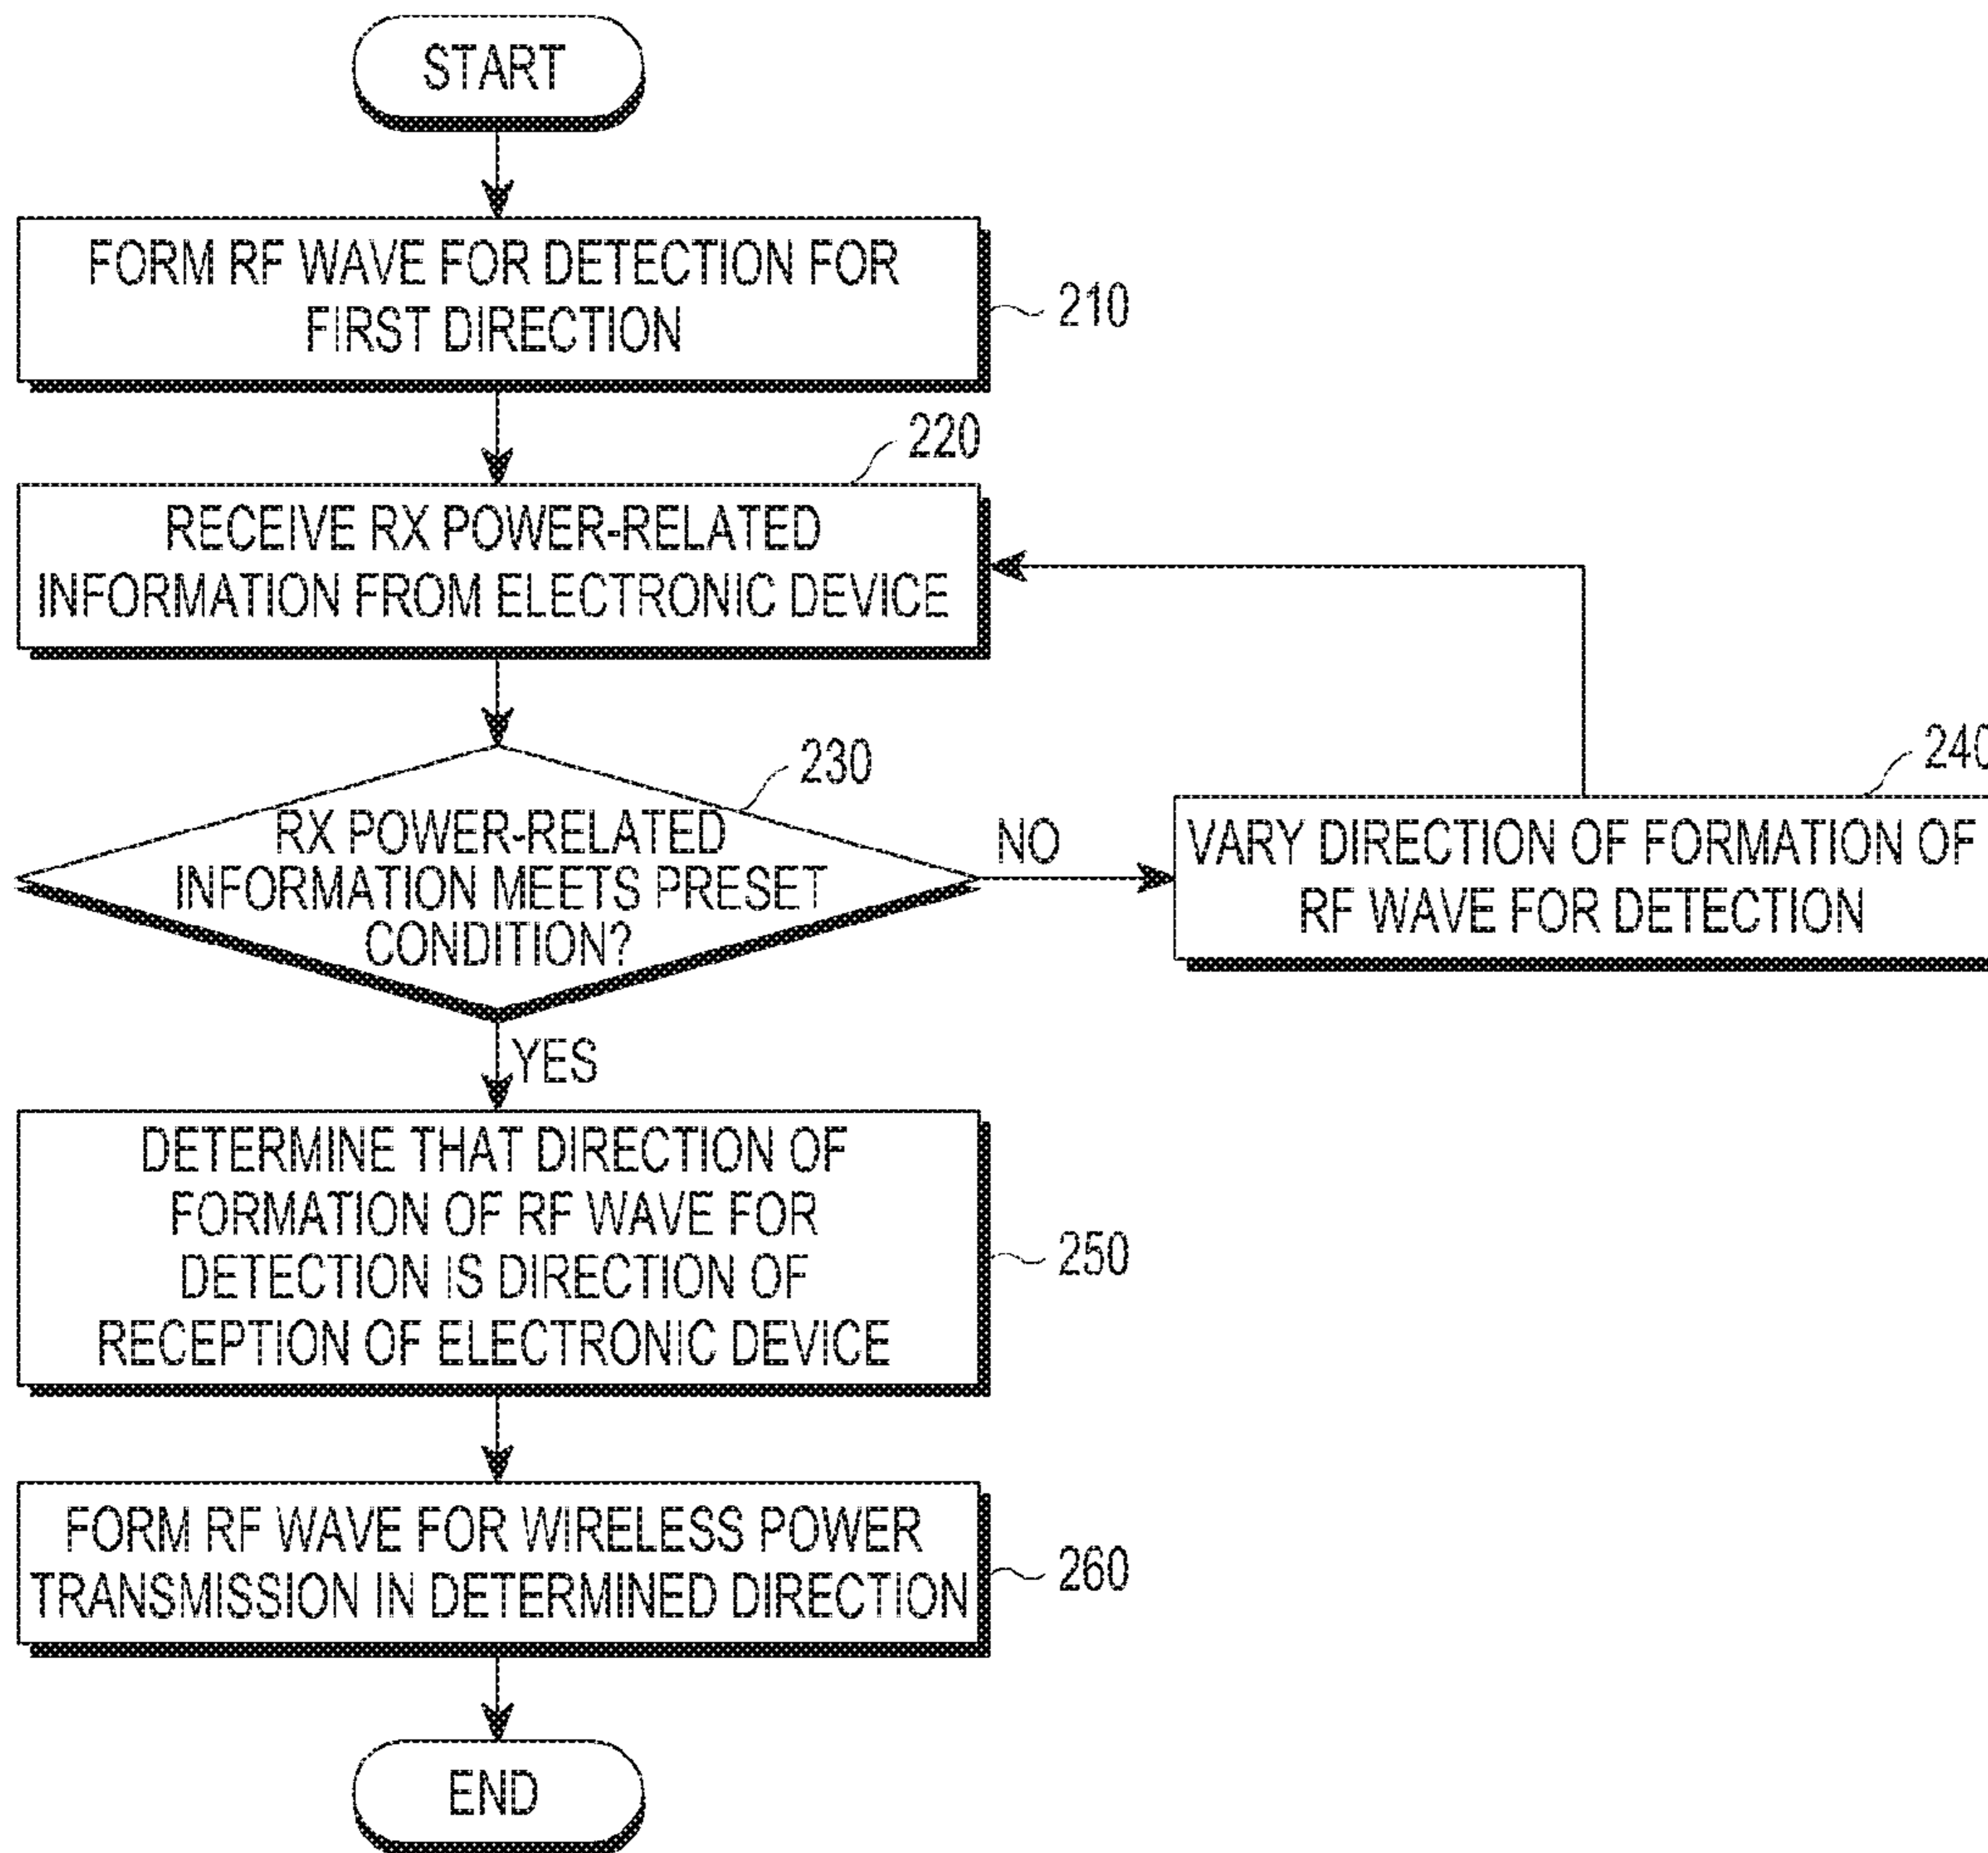 START
FORM RF WAVE FOR DETECTION FOR
FIRST DIRECTION
210
220
RECEIVE RX POWER-RELATED
INFORMATION FROM ELECTRONIC DEVICE
230
RX POWER-RELATED
INFORMATION MEETS PRESET
CONDITION?
NO
240
VARY DIRECTION OF FORMATION OF
RF WAVE FOR DETECTION
YES
DETERMINE THAT DIRECTION OF
FORMATION OF RF WAVE FOR
DETECTION IS DIRECTION OF
RECEPTION OF ELECTRONIC DEVICE
250
FORM RF WAVE FOR WIRELESS POWER
TRANSMISSION IN DETERMINED DIRECTION
260
END